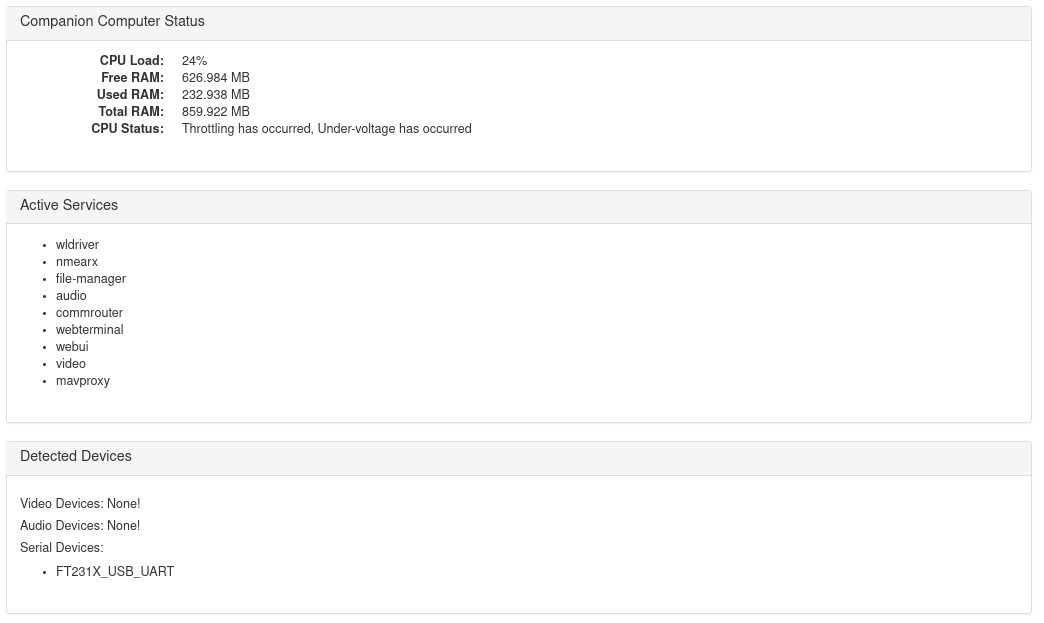 Companion Computer Status
CPU Load: 24%
Free RAM: 626.984 MB
Used RAM: 232.938 MB
Total RAM: 859.922 MB
CPU Status: Throttling has occurred, Under-voltage has occurred
Active Services
• wldriver
• nmearx
• file-manager
• audio
• commrouter
• webterminal
• webui
• video
• mavproxy
Detected Devices
Video Devices: None!
Audio Devices: None!
Serial Devices:
• FT231X_USB_UART